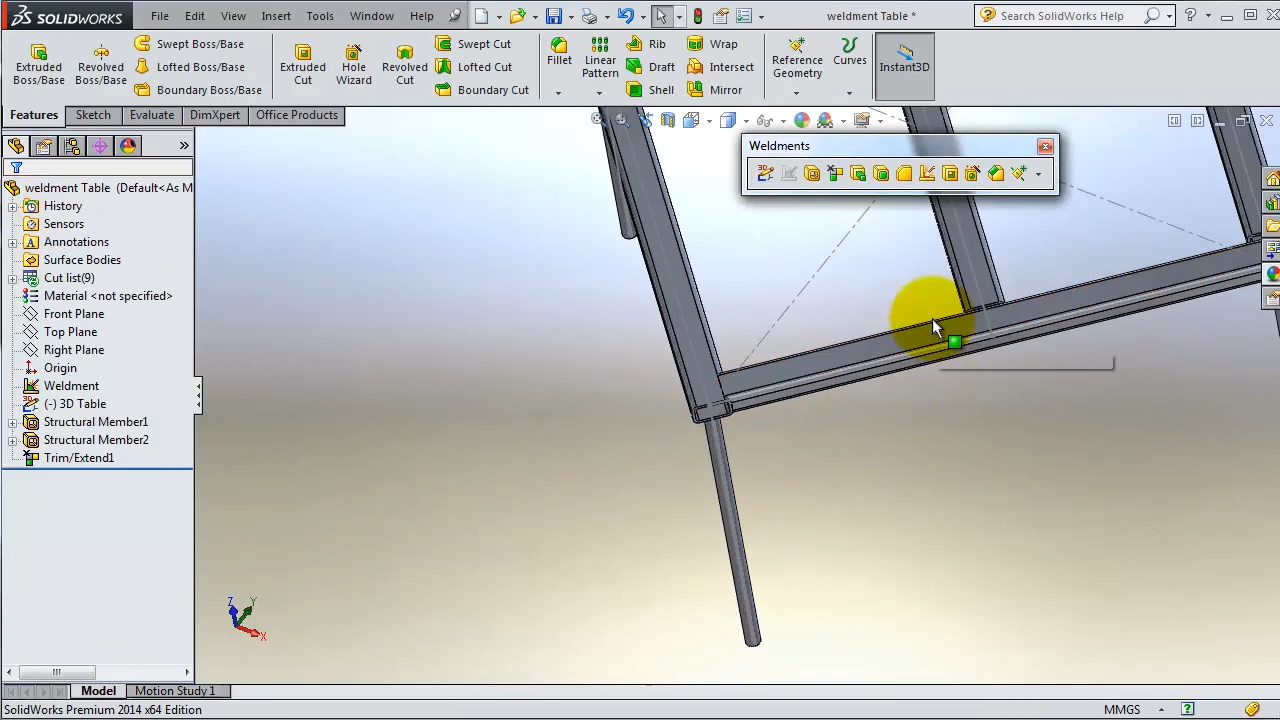 SOLIDWORKS File Edit View Insert Tools Window Help weldment Table * Search SolidWorks Help
Extruded Boss/Base
Revolved Boss/Base
Swept Boss/Base
Lofted Boss/Base
Boundary Boss/Base
Extruded Cut
Hole Wizard
Revolved Cut
Swept Cut
Lofted Cut
Boundary Cut
Fillet
Linear Pattern
Rib
Draft
Shell
Wrap
Intersect
Mirror
Reference Geometry
Curves
Instant3D
Features Sketch Evaluate DimXpert Office Products
Weldments
weldment Table (Default<As M
History
Sensors
Annotations
Surface Bodies
Cut list(9)
Material <not specified>
Front Plane
Top Plane
Right Plane
Origin
Weldment
(-) 3D Table
Structural Member1
Structural Member2
Trim/Extend1
Z Y X
Model Motion Study 1
SolidWorks Premium 2014 x64 Edition MMGS